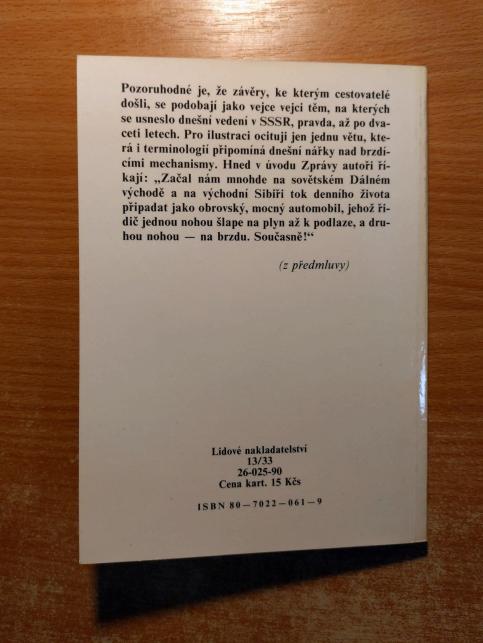 Pozoruhodné je, že závěry, ke kterým cestovatelé
došli, se podobají jako vejce vejci těm, na kterých
se usneslo dnešní vedení v SSSR, pravda, až po dva-
ceti letech. Pro ilustraci ocituji jen jednu větu, kte-
rá i terminologií připomíná dnešní nářky nad brzdí-
cími mechanismy. Hned v úvodu Zprávy autoři ří-
kají: „Začal nám mnohde na sovětském Dálném
východě a na východní Sibiři tok denního života
připadat jako obrovský, mocný automobil, jehož ři-
dič jednou nohou šlape na plyn až k podlaze, a dru-
hou nohou — na brzdu. Současně!“
(z předmluvy)
Lidové nakladatelství
13/33
26-025-90
Cena kart. 15 Kčs
ISBN 80—7022—061—9